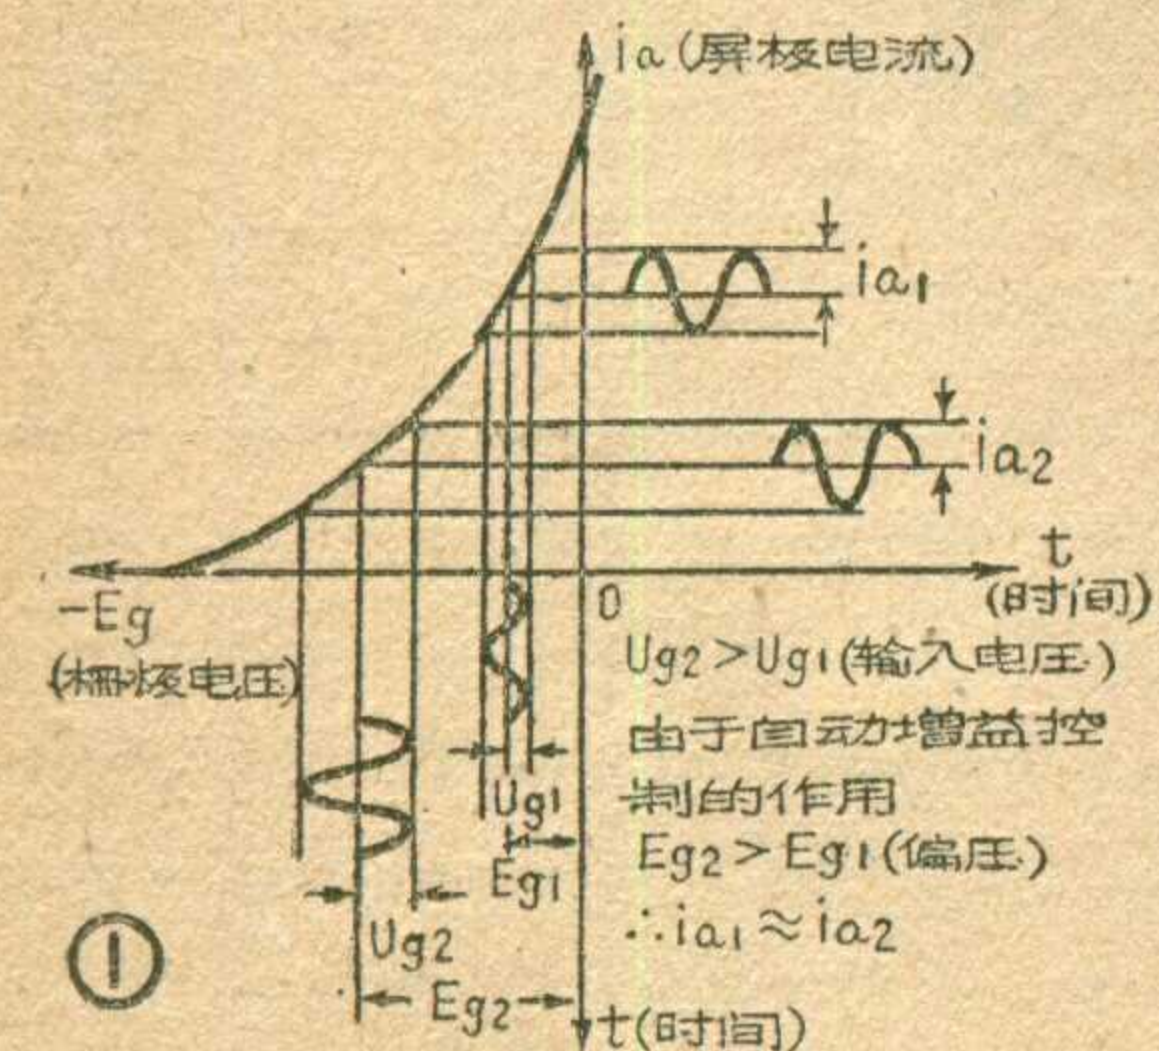 ia(屏极电流)
ia1
ia2
t
(时间)
-Eg
(栅极电压)
0
Ug2>Ug1(输入电压)
由于自动增益控
制的作用
Eg2>Eg1(偏压)
∴ia1≈ia2
Ug1
Eg1
Ug2
Eg2
t(时间)
①